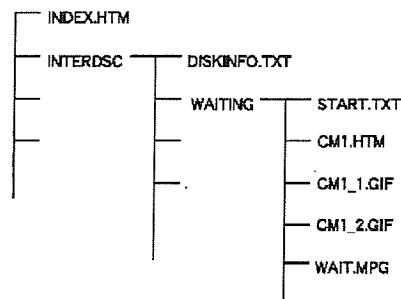 INDEX.HTM
INTERDSC DISKINFO.TXT
WAITING START.TXT
CM1.HTM
CM1_1.GIF
CM1_2.GIF
WAIT.MPG